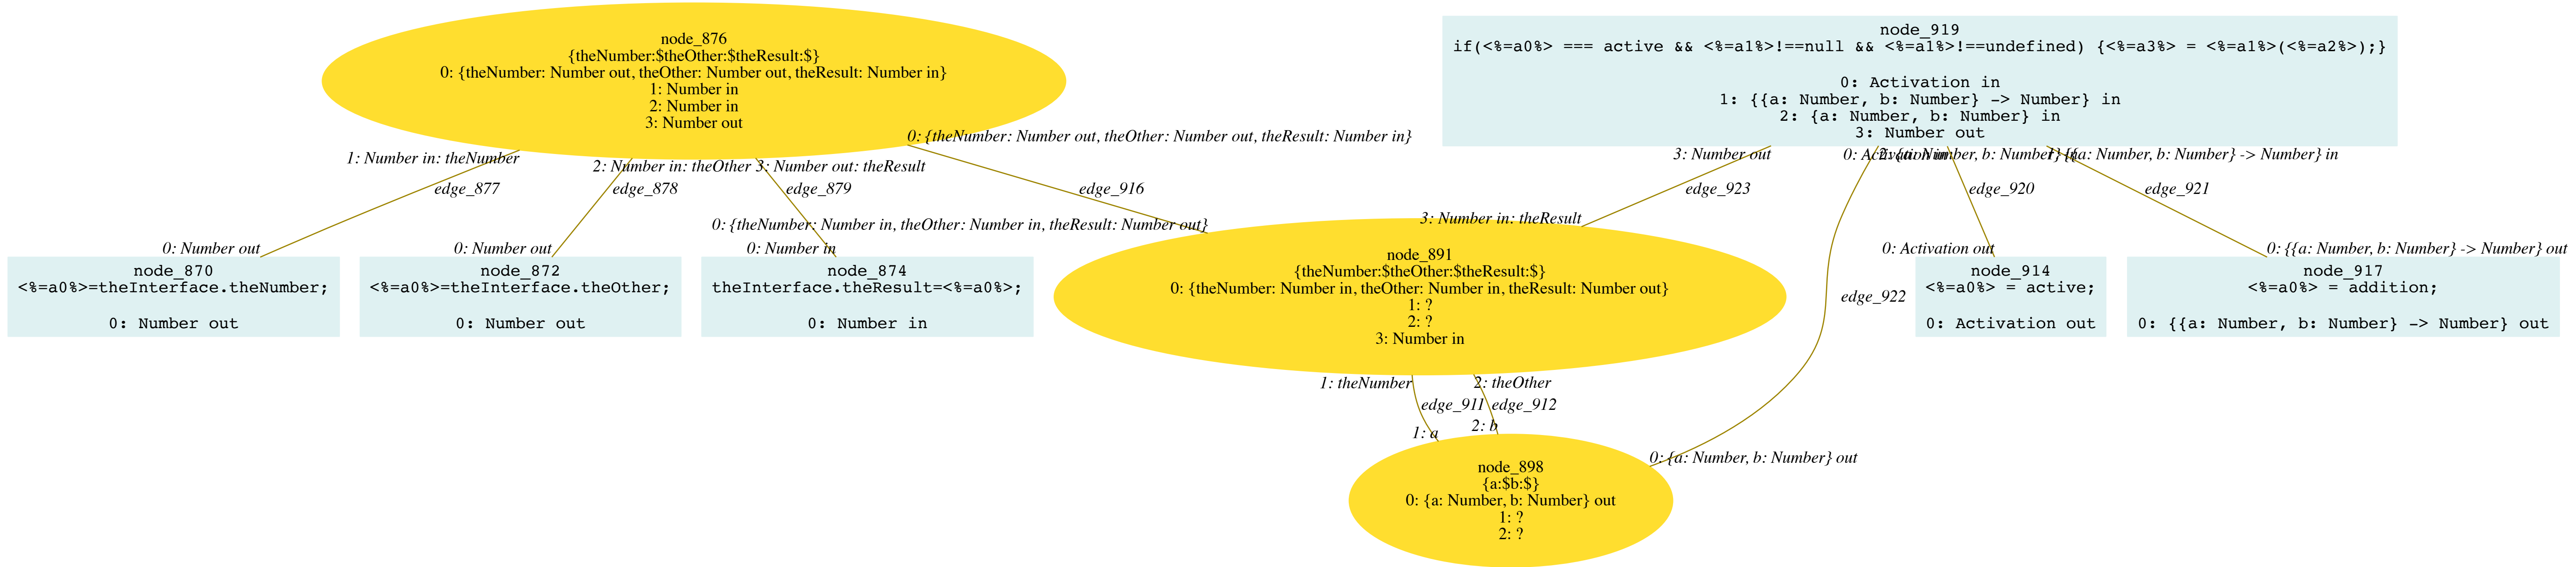 node_876
{theNumber:$theOther:$theResult:$}
0: {theNumber: Number out, theOther: Number out, theResult: Number in}
1: Number in
2: Number in
3: Number out
node_919
if(<%=a0%> === active && <%=a1%>!==null && <%=a1%>!==undefined) {<%=a3%> = <%=a1%>(<%=a2%>);}
0: Activation in
1: {{a: Number, b: Number} -> Number} in
2: {a: Number, b: Number} in
3: Number out
1: Number in: theNumber
2: Number in: theOther
3: Number out: theResult
0: {theNumber: Number out, theOther: Number out, theResult: Number in}
3: Number out
0: Activation in
2: {a: Number, b: Number} in
1: {{a: Number, b: Number} -> Number} in
edge_877
edge_878
edge_879
edge_916
edge_923
edge_920
edge_921
0: Number out
0: Number out
0: Number in
0: {theNumber: Number in, theOther: Number in, theResult: Number out}
3: Number in: theResult
0: Activation out
0: {{a: Number, b: Number} -> Number} out
node_870
<%=a0%>=theInterface.theNumber;
0: Number out
node_872
<%=a0%>=theInterface.theOther;
0: Number out
node_874
theInterface.theResult=<%=a0%>;
0: Number in
node_891
{theNumber:$theOther:$theResult:$}
0: {theNumber: Number in, theOther: Number in, theResult: Number out}
1: ?
2: ?
3: Number in
edge_922
node_914
<%=a0%> = active;
0: Activation out
node_917
<%=a0%> = addition;
0: {{a: Number, b: Number} -> Number} out
1: theNumber
2: theOther
edge_911
edge_912
1: a
2: b
0: {a: Number, b: Number} out
node_898
{a:$b:$}
0: {a: Number, b: Number} out
1: ?
2: ?